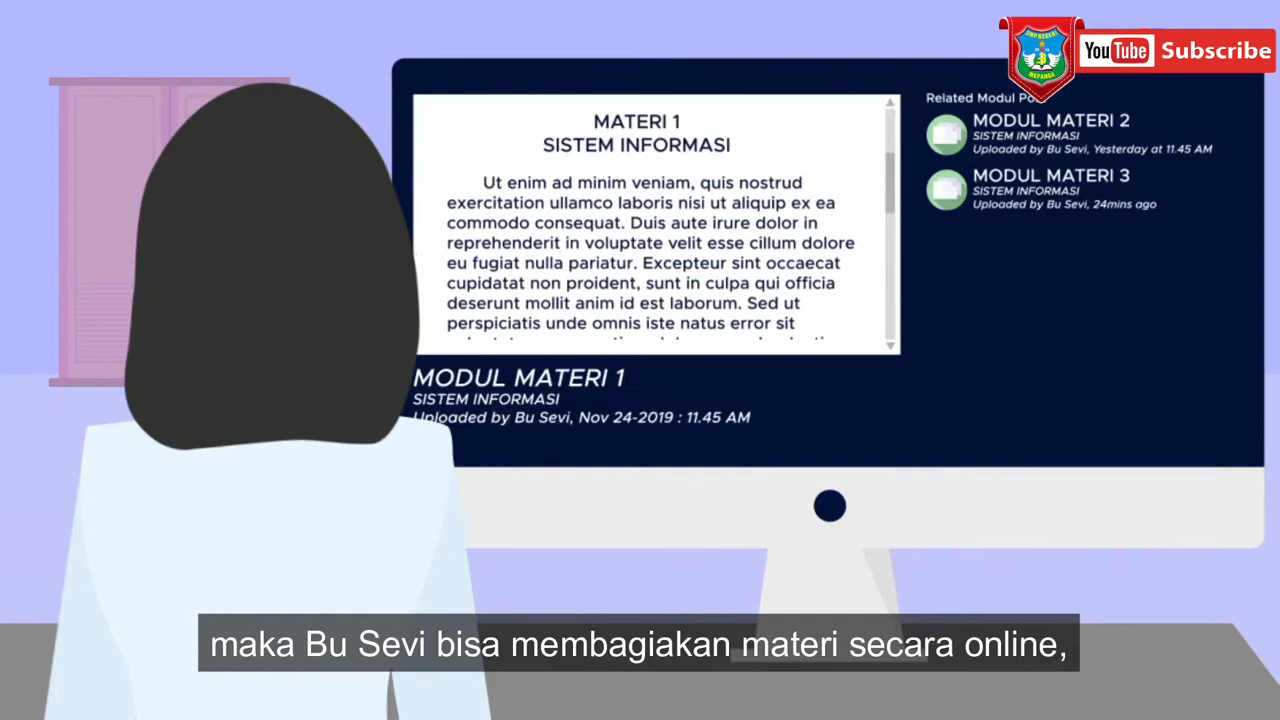 SMP NEGERI
3
MEPANGA
YouTube Subscribe
MATERI 1
SISTEM INFORMASI
Ut enim ad minim veniam, quis nostrud
exercitation ullamco laboris nisi ut aliquip ex ea
commodo consequat. Duis aute irure dolor in
reprehenderit in voluptate velit esse cillum dolore
eu fugiat nulla pariatur. Excepteur sint occaecat
cupidatat non proident, sunt in culpa qui officia
deserunt mollit anim id est laborum. Sed ut
perspiciatis unde omnis iste natus error sit
MODUL MATERI 1
SISTEM INFORMASI
Uploaded by Bu Sevi, Nov 24-2019 : 11.45 AM
Related Modul
MODUL MATERI 2
SISTEM INFORMASI
Uploaded by Bu Sevi, Yesterday at 11.45 AM
MODUL MATERI 3
SISTEM INFORMASI
Uploaded by Bu Sevi, 24mins ago
maka Bu Sevi bisa membagiakan materi secara online,